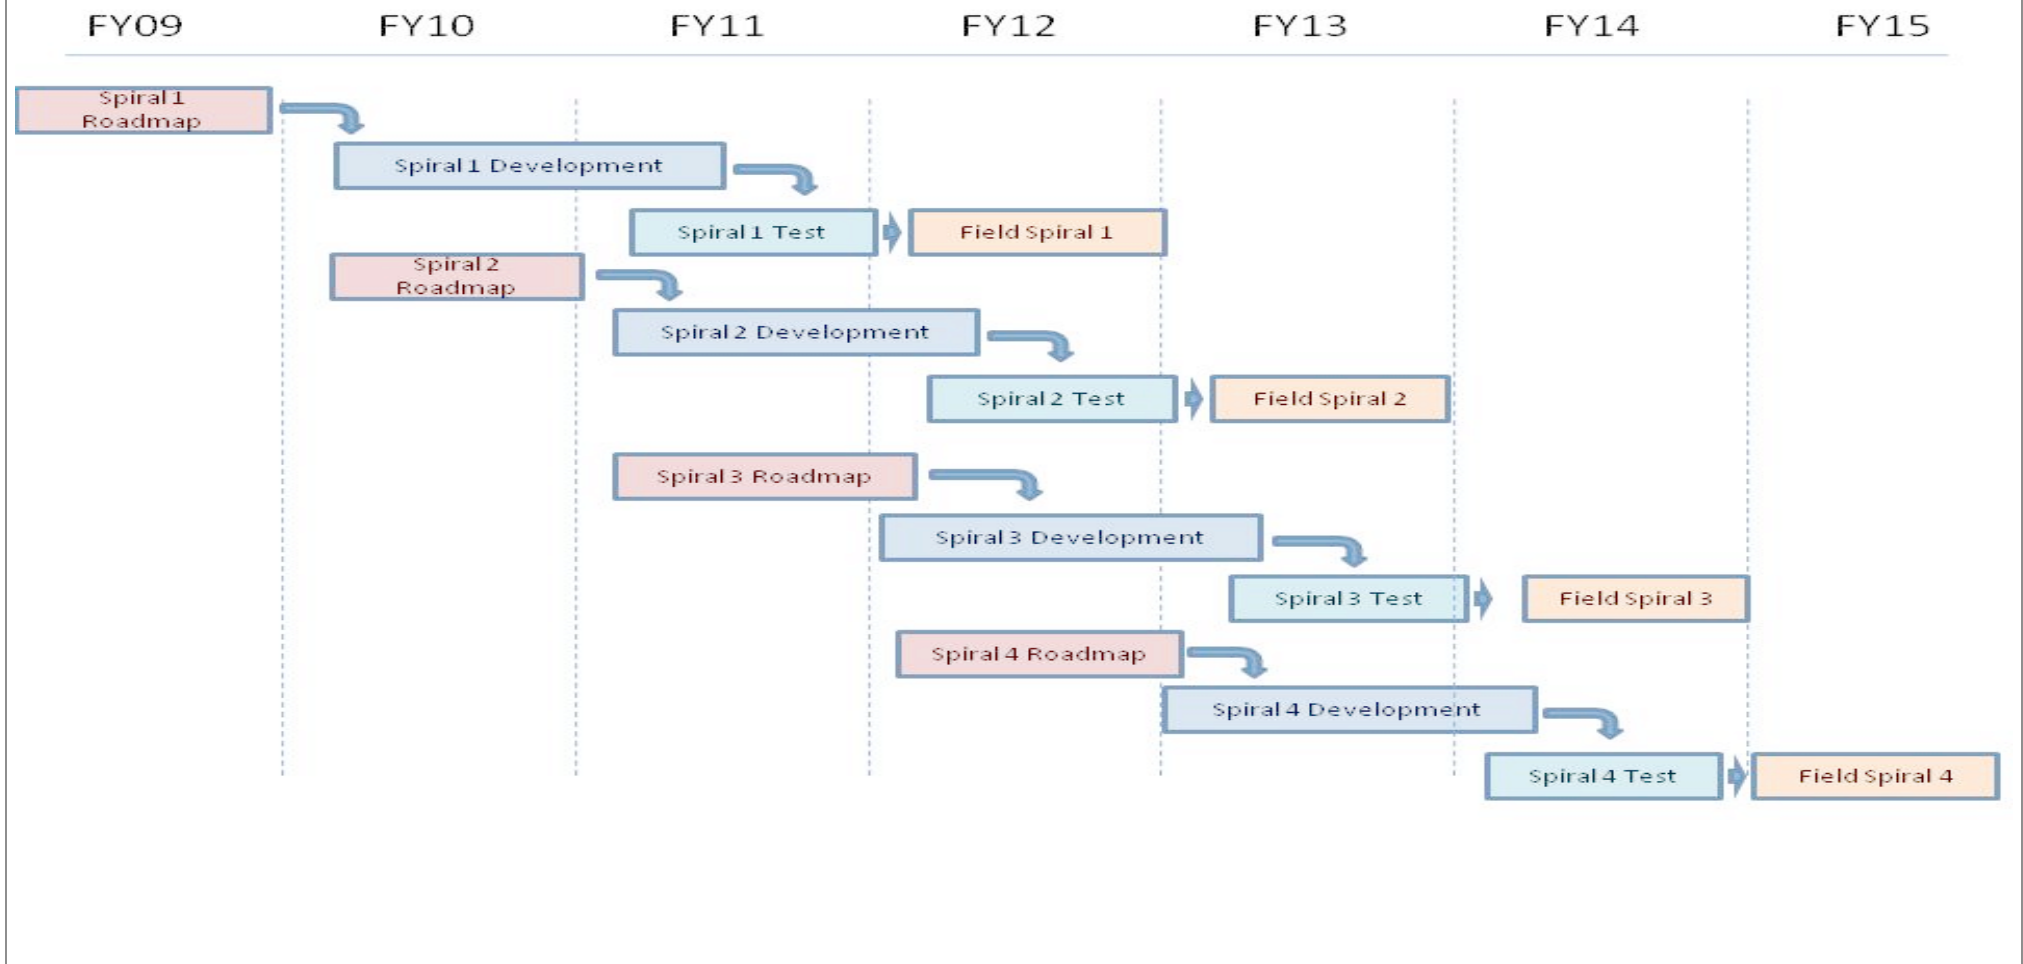 FY09 FY10 FY11 FY12 FY13 FY14 FY15
Spiral 1
Roadmap
Spiral 1 Development
Spiral 1 Test
Field Spiral 1
Spiral 2
Roadmap
Spiral 2 Development
Spiral 2 Test
Field Spiral 2
Spiral 3 Roadmap
Spiral 3 Development
Spiral 3 Test
Field Spiral 3
Spiral 4 Roadmap
Spiral 4 Development
Spiral 4 Test
Field Spiral 4